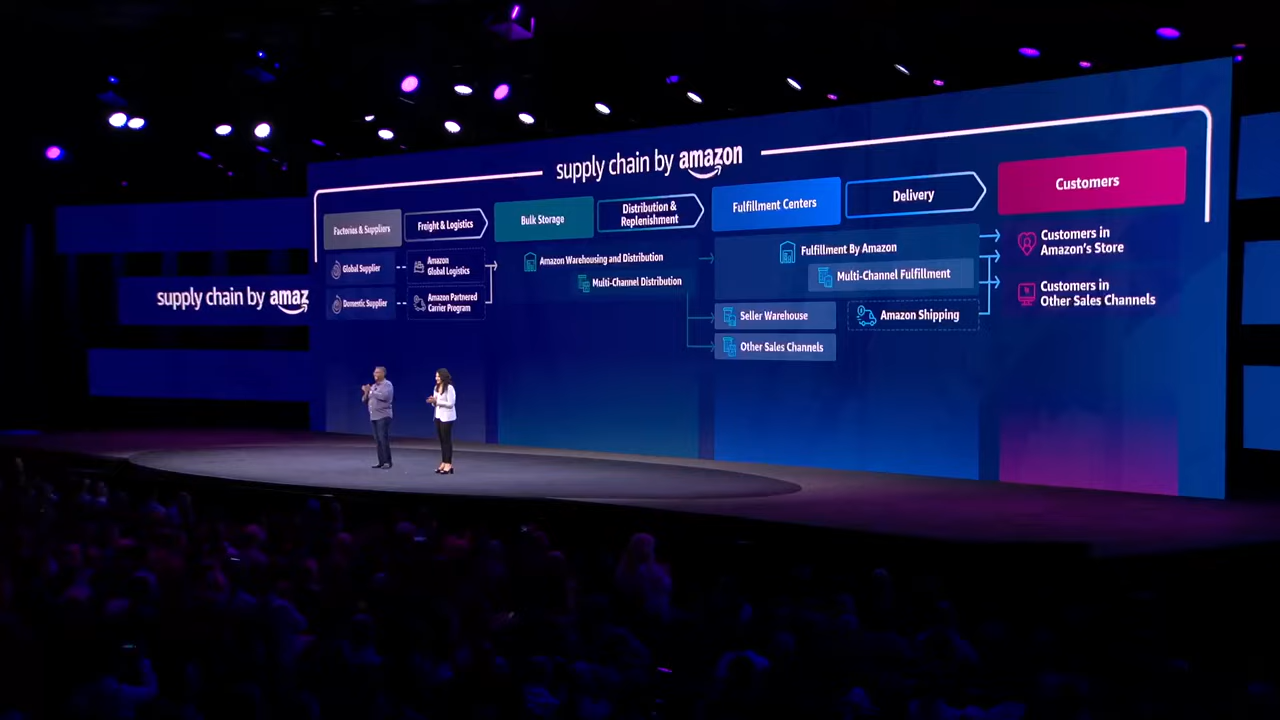 supply chain by amazon
Factories & Suppliers
Freight & Logistics
Bulk Storage
Distribution &
Replenishment
Fulfillment Centers
Delivery
Customers
Global Supplier
Amazon
Global Logistics
Domestic Supplier
Amazon Partnered
Carrier Program
Amazon Warehousing and Distribution
Multi-Channel Distribution
Fulfillment By Amazon
Multi-Channel Fulfillment
Seller Warehouse
Amazon Shipping
Other Sales Channels
Customers in
Amazon's Store
Customers in
Other Sales Channels
supply chain by amaz